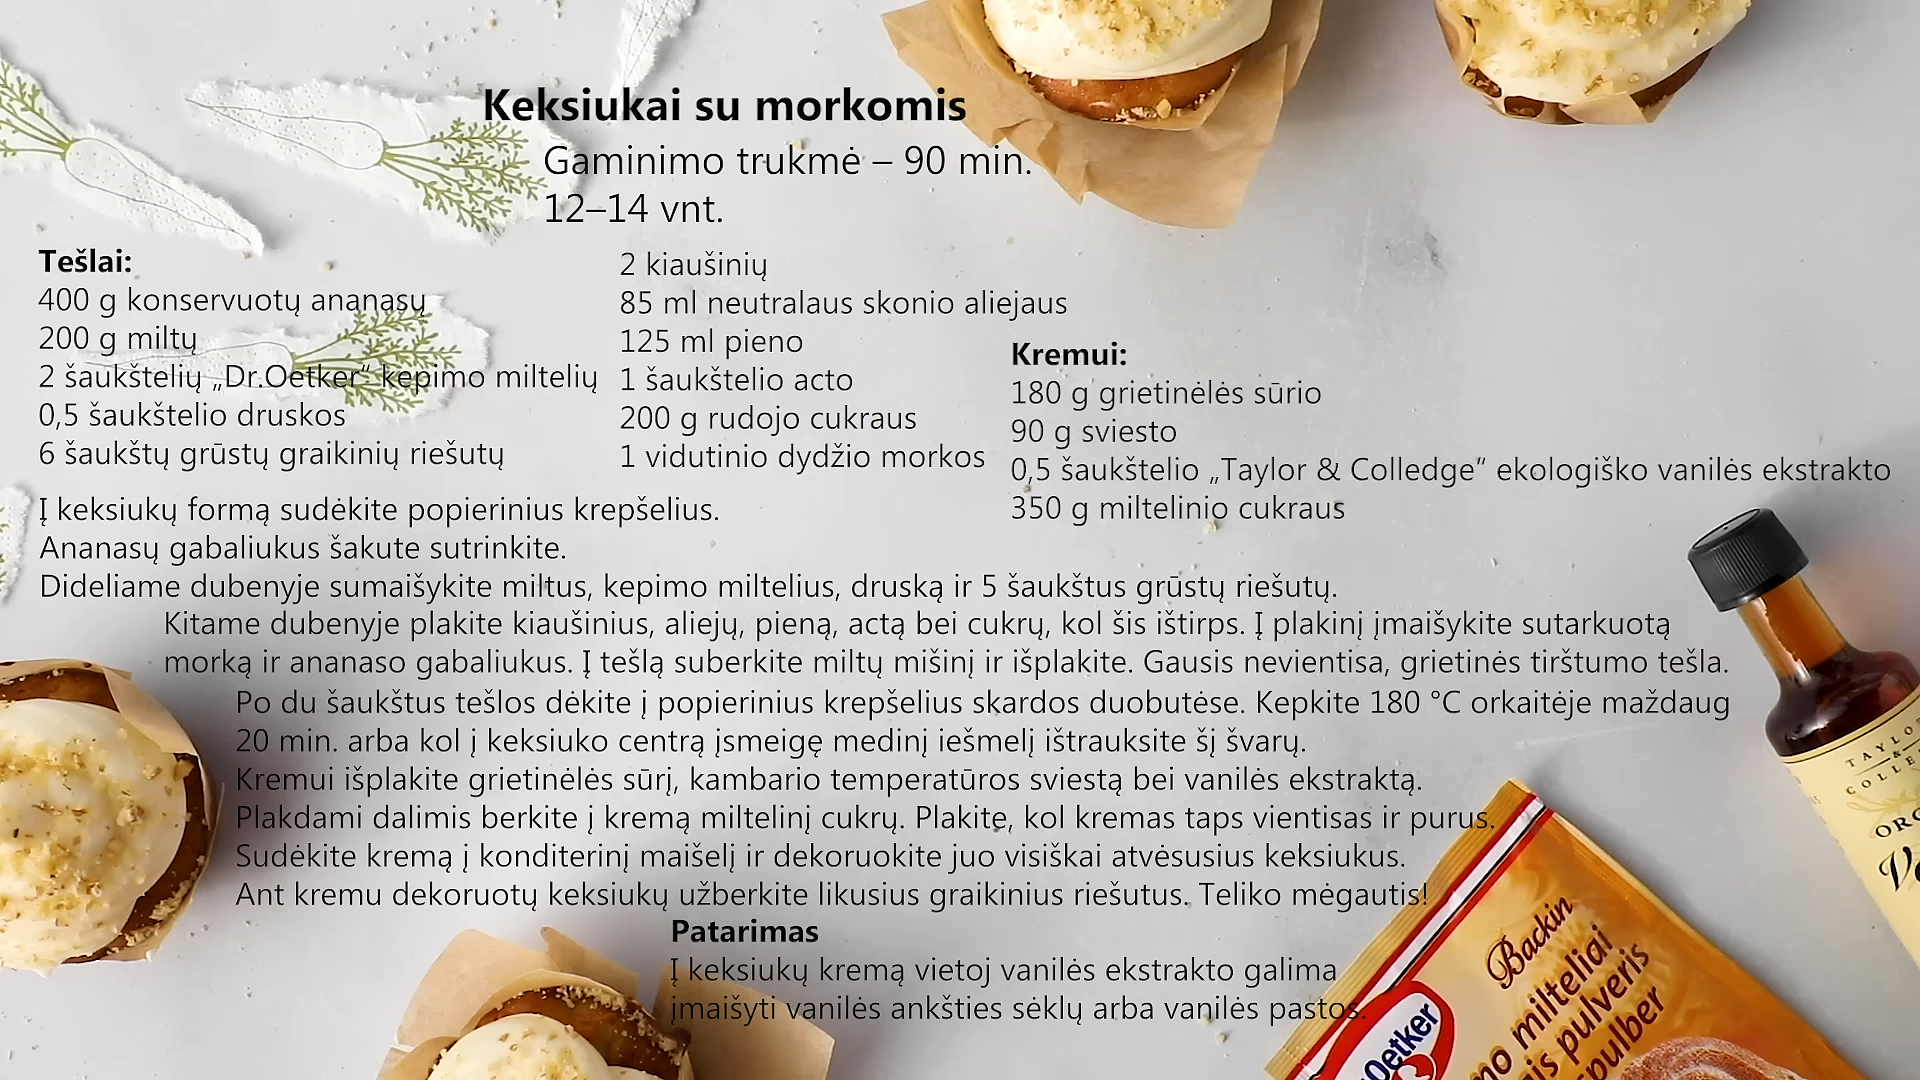 Keksiukai su morkomis
Gaminimo trukmė – 90 min.
12–14 vnt.
Tešlai:
400 g konservuotų ananasų
200 g miltų
2 šaukštelių „Dr.Oetker“ kepimo miltelių
0,5 šaukštelio druskos
6 šaukštų grūstų graikinių riešutų
2 kiaušinių
85 ml neutralaus skonio aliejaus
125 ml pieno
1 šaukštelio acto
200 g rudojo cukraus
1 vidutinio dydžio morkos
Kremui:
180 g grietinėlės sūrio
90 g sviesto
0,5 šaukštelio „Taylor & Colledge” ekologiško vanilės ekstrakto
350 g miltelinio cukraus
Į keksiukų formą sudėkite popierinius krepšelius.
Ananasų gabaliukus šakute sutrinkite.
Dideliame dubenyje sumaišykite miltus, kepimo miltelius, druską ir 5 šaukštus grūstų riešutų.
Kitame dubenyje plakite kiaušinius, aliejų, pieną, actą bei cukrų, kol šis ištirps. Į plakinį įmaišykite sutarkuotą
morką ir ananaso gabaliukus. Į tešlą suberkite miltų mišinį ir išplakite. Gausis nevientisa, grietinės tirštumo tešla.
Po du šaukštus tešlos dėkite į popierinius krepšelius skardos duobutėse. Kepkite 180 °C orkaitėje maždaug
20 min. arba kol į keksiuko centrą įsmeigę medinį iešmelį ištrauksite šį švarų.
Kremui išplakite grietinėlės sūrį, kambario temperatūros sviestą bei vanilės ekstraktą.
Plakdami dalimis berkite į kremą miltelinį cukrų. Plakite, kol kremas taps vientisas ir purus.
Sudėkite kremą į konditerinį maišelį ir dekoruokite juo visiškai atvėsusius keksiukus.
Ant kremu dekoruotų keksiukų užberkite likusius graikinius riešutus. Teliko mėgautis!
Patarimas
Į keksiukų kremą vietoj vanilės ekstrakto galima
įmaišyti vanilės ankšties sėklų arba vanilės pastos.
Backin
milteliai
pulveris
Oetker